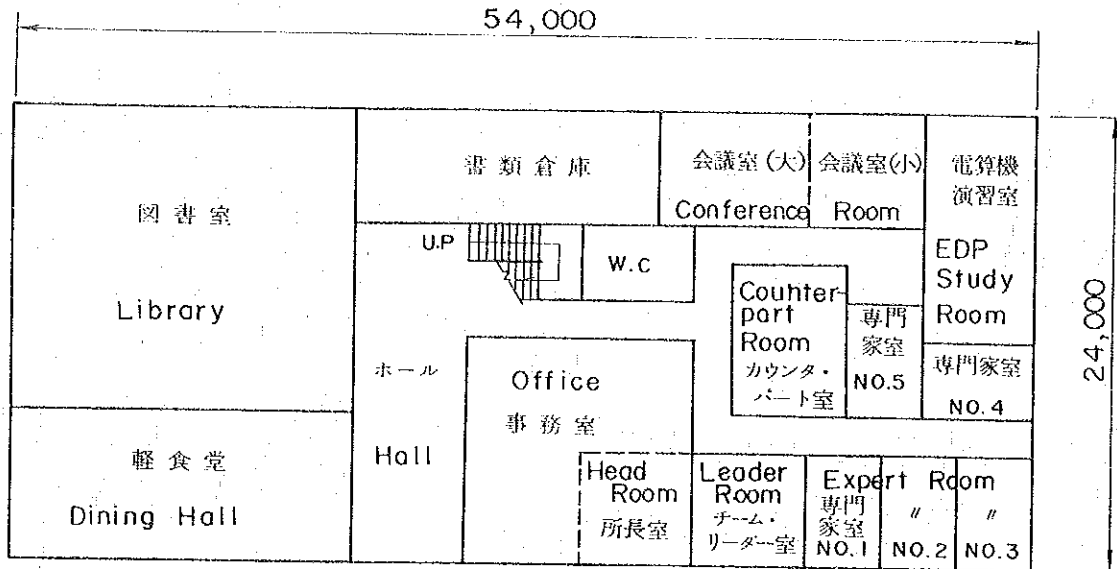 54,000
図書室
Library
軽食堂
Dining Hall
書類倉庫
U.P
W.C
ホール
Hall
Office
事務室
会議室(大)
会議室(小)
Conference Room
電算機
演習室
EDP
Study
Room
Counter-
part
Room
カウンタ・
パート室
専門
家室
NO.5
専門家室
NO.4
Head
Room
所長室
Leader
Room
チーム・
リーダー室
Expert Room
専門
家室
NO.1
〃
NO.2
〃
NO.3
24,000